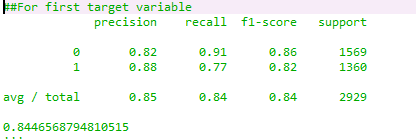 ##For first target variable
precision recall f1-score support
0 0.82 0.91 0.86 1569
1 0.88 0.77 0.82 1360
avg / total 0.85 0.84 0.84 2929
0.8446568794810515